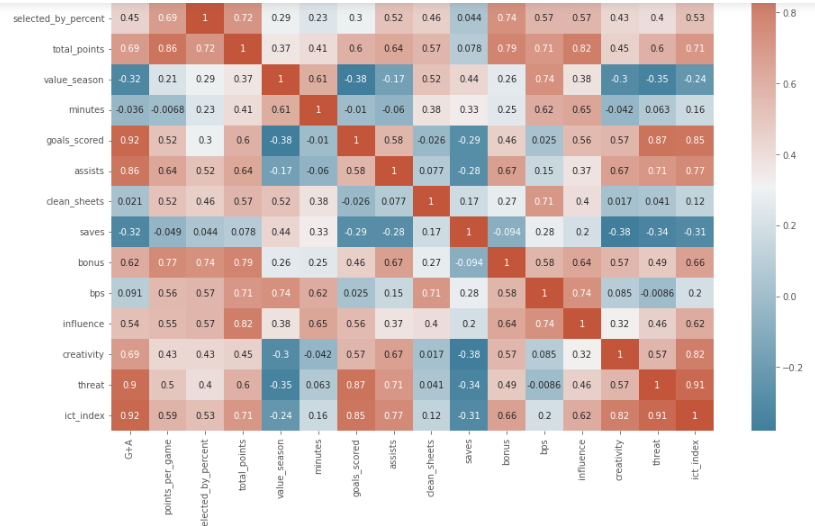 selected_by_percent 0.45 0.69 1 0.72 0.29 0.23 0.3 0.52 0.46 0.044 0.74 0.57 0.57 0.43 0.4 0.53
total_points 0.69 0.86 0.72 1 0.37 0.41 0.6 0.64 0.57 0.078 0.79 0.71 0.82 0.45 0.6 0.71
value_season -0.32 0.21 0.29 0.37 1 0.61 -0.38 -0.17 0.52 0.44 0.26 0.74 0.38 -0.3 -0.35 -0.24
minutes -0.036 -0.0068 0.23 0.41 0.61 1 -0.01 -0.06 0.38 0.33 0.25 0.62 0.65 -0.042 0.063 0.16
goals_scored 0.92 0.52 0.3 0.6 -0.38 -0.01 1 0.58 -0.026 -0.29 0.46 0.025 0.56 0.57 0.87 0.85
assists 0.86 0.64 0.52 0.64 -0.17 -0.06 0.58 1 0.077 -0.28 0.67 0.15 0.37 0.67 0.71 0.77
clean_sheets 0.021 0.52 0.46 0.57 0.52 0.38 -0.026 0.077 1 0.17 0.27 0.71 0.4 0.017 0.041 0.12
saves -0.32 -0.049 0.044 0.078 0.44 0.33 -0.29 -0.28 0.17 1 -0.094 0.28 0.2 -0.38 -0.34 -0.31
bonus 0.62 0.77 0.74 0.79 0.26 0.25 0.46 0.67 0.27 -0.094 1 0.58 0.64 0.57 0.49 0.66
bps 0.091 0.56 0.57 0.71 0.74 0.62 0.025 0.15 0.71 0.28 0.58 1 0.74 0.085 -0.0086 0.2
influence 0.54 0.55 0.57 0.82 0.38 0.65 0.56 0.37 0.4 0.2 0.64 0.74 1 0.32 0.46 0.62
creativity 0.69 0.43 0.43 0.45 -0.3 -0.042 0.57 0.67 0.017 -0.38 0.57 0.085 0.32 1 0.57 0.82
threat 0.9 0.5 0.4 0.6 -0.35 0.063 0.87 0.71 0.041 -0.34 0.49 -0.0086 0.46 0.57 1 0.91
ict_index 0.92 0.59 0.53 0.71 -0.24 0.16 0.85 0.77 0.12 -0.31 0.66 0.2 0.62 0.82 0.91 1
G+A points_per_game elected_by_percent total_points value_season minutes goals_scored assists clean_sheets saves bonus bps influence creativity threat ict_index
0.8
0.6
0.4
0.2
0.0
−0.2